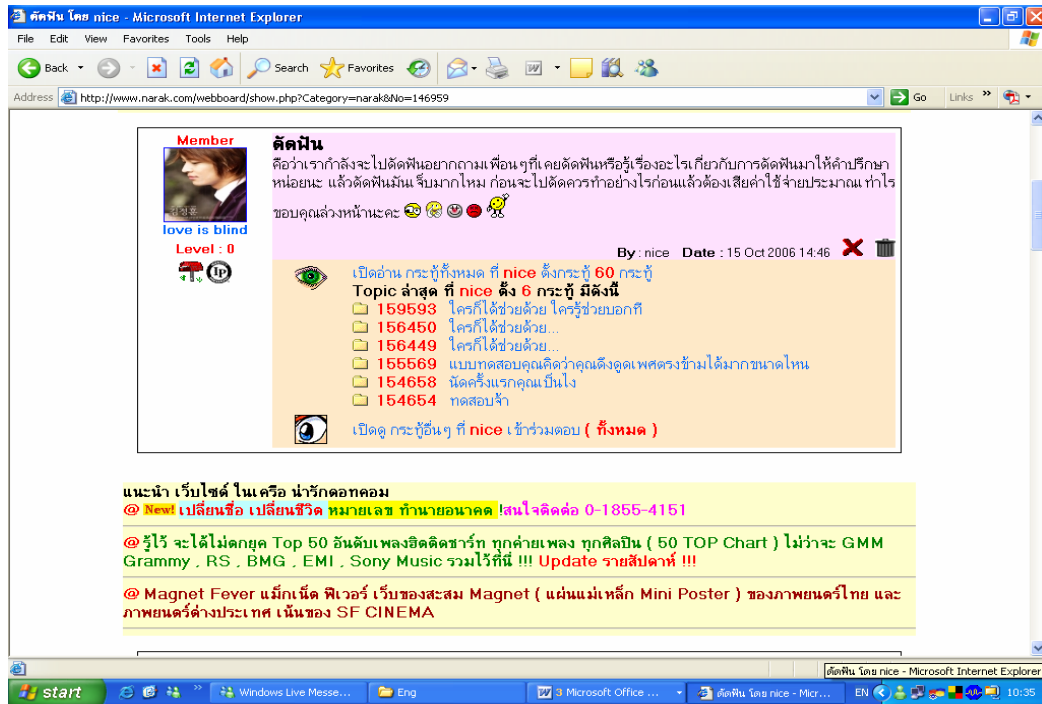 ดัดฟัน โดย nice - Microsoft Internet Explorer
File Edit View Favorites Tools Help
Back Search Favorites
Address http://www.narak.com/webboard/show.php?Category=narak&No=146959 Go Links
Member
love is blind
Level : 0
IP
ดัดฟัน
คือว่าเรากำลังจะไปดัดฟันอยากถามเพื่อนๆที่เคยดัดฟันหรือรู้เรื่องอะไรเกี่ยวกับการดัดฟันมาให้คำปรึกษา
หน่อยนะ แล้วดัดฟันมันเจ็บมากไหม ก่อนจะไปดัดควรทำอย่างไรก่อนแล้วต้องเสียค่าใช้จ่ายประมาณเท่าไร
ขอบคุณล่วงหน้านะคะ
By : nice Date : 15 Oct 2006 14:46
เปิดอ่าน กระทู้ทั้งหมด ที่ nice ตั้งกระทู้ 60 กระทู้
Topic ล่าสุด ที่ nice ตั้ง 6 กระทู้ มีดังนี้
159593 ใครก็ได้ช่วยด้วย ใครรู้ช่วยบอกที
156450 ใครก็ได้ช่วยด้วย...
156449 ใครก็ได้ช่วยด้วย...
155569 แบบทดสอบคุณคิดว่าคุณดึงดูดเพศตรงข้ามได้มากขนาดไหน
154658 นัดครั้งแรกคุณเป็นไง
154654 ทดสอบจ้า
เปิดดู กระทู้อื่นๆ ที่ nice เข้าร่วมตอบ ( ทั้งหมด )
แนะนำ เว็บไซต์ ในเครือ น่ารักดอทคอม
@ New! เปลี่ยนชื่อ เปลี่ยนชีวิต หมายเลข ทำนายอนาคต !สนใจติดต่อ 0-1855-4151
@ รู้ไว้ จะได้ไม่ตกยุค Top 50 อันดับเพลงฮิตติดชาร์ท ทุกค่ายเพลง ทุกศิลปิน ( 50 TOP Chart ) ไม่ว่าจะ GMM
Grammy , RS , BMG , EMI , Sony Music รวมไว้ที่นี่ !!! Update รายสัปดาห์ !!!
@ Magnet Fever แม็กเน็ต ฟีเวอร์ เว็บของสะสม Magnet ( แผ่นแม่เหล็ก Mini Poster ) ของภาพยนตร์ไทย และ
ภาพยนตร์ต่างประเทศ เน้นของ SF CINEMA
ดัดฟัน โดย nice - Microsoft Internet Explorer
start Windows Live Messe... Eng 3 Microsoft Office ... ดัดฟัน โดย nice - Micr... EN 10:35